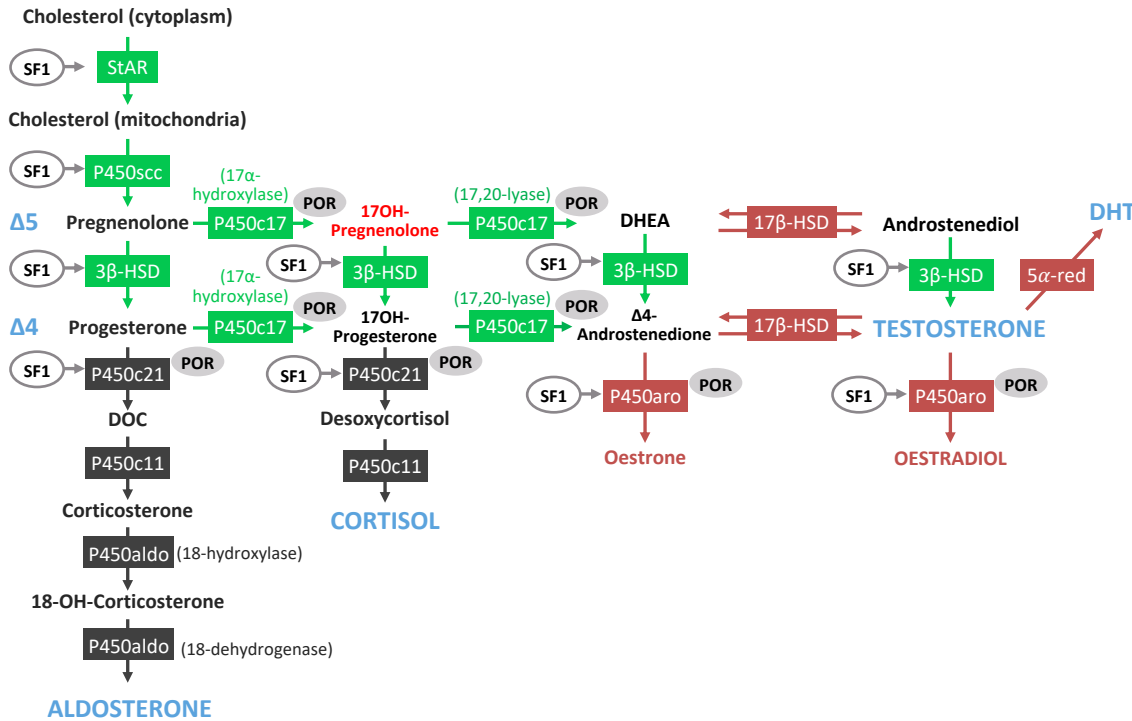 Cholesterol (cytoplasm)
SF1
StAR
Cholesterol (mitochondria)
SF1
P450scc
(17α-
hydroxylase)
POR
(17,20-lyase)
POR
Δ5
Pregnenolone
P450c17
17OH-
Pregnenolone
P450c17
DHEA
17β-HSD
Androstenediol
DHT
SF1
3β-HSD
(17α-
hydroxylase)
POR
SF1
3β-HSD
(17,20-lyase)
POR
SF1
3β-HSD
SF1
3β-HSD
5α-red
Δ4
Progesterone
P450c17
17OH-
Progesterone
P450c17
Δ4-
Androstenedione
17β-HSD
TESTOSTERONE
SF1
P450c21
POR
SF1
P450c21
POR
SF1
P450aro
POR
SF1
P450aro
POR
DOC
Desoxycortisol
Oestrone
OESTRADIOL
P450c11
P450c11
Corticosterone
CORTISOL
P450aldo
(18-hydroxylase)
18-OH-Corticosterone
P450aldo
(18-dehydrogenase)
ALDOSTERONE